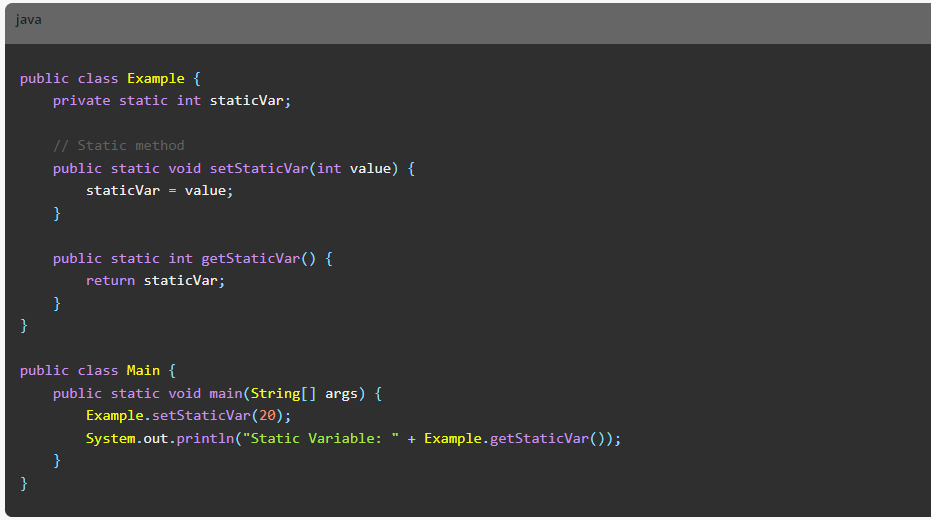 java
public class Example {
    private static int staticVar;

    // Static method
    public static void setStaticVar(int value) {
        staticVar = value;
    }

    public static int getStaticVar() {
        return staticVar;
    }
}

public class Main {
    public static void main(String[] args) {
        Example.setStaticVar(20);
        System.out.println("Static Variable: " + Example.getStaticVar());
    }
}